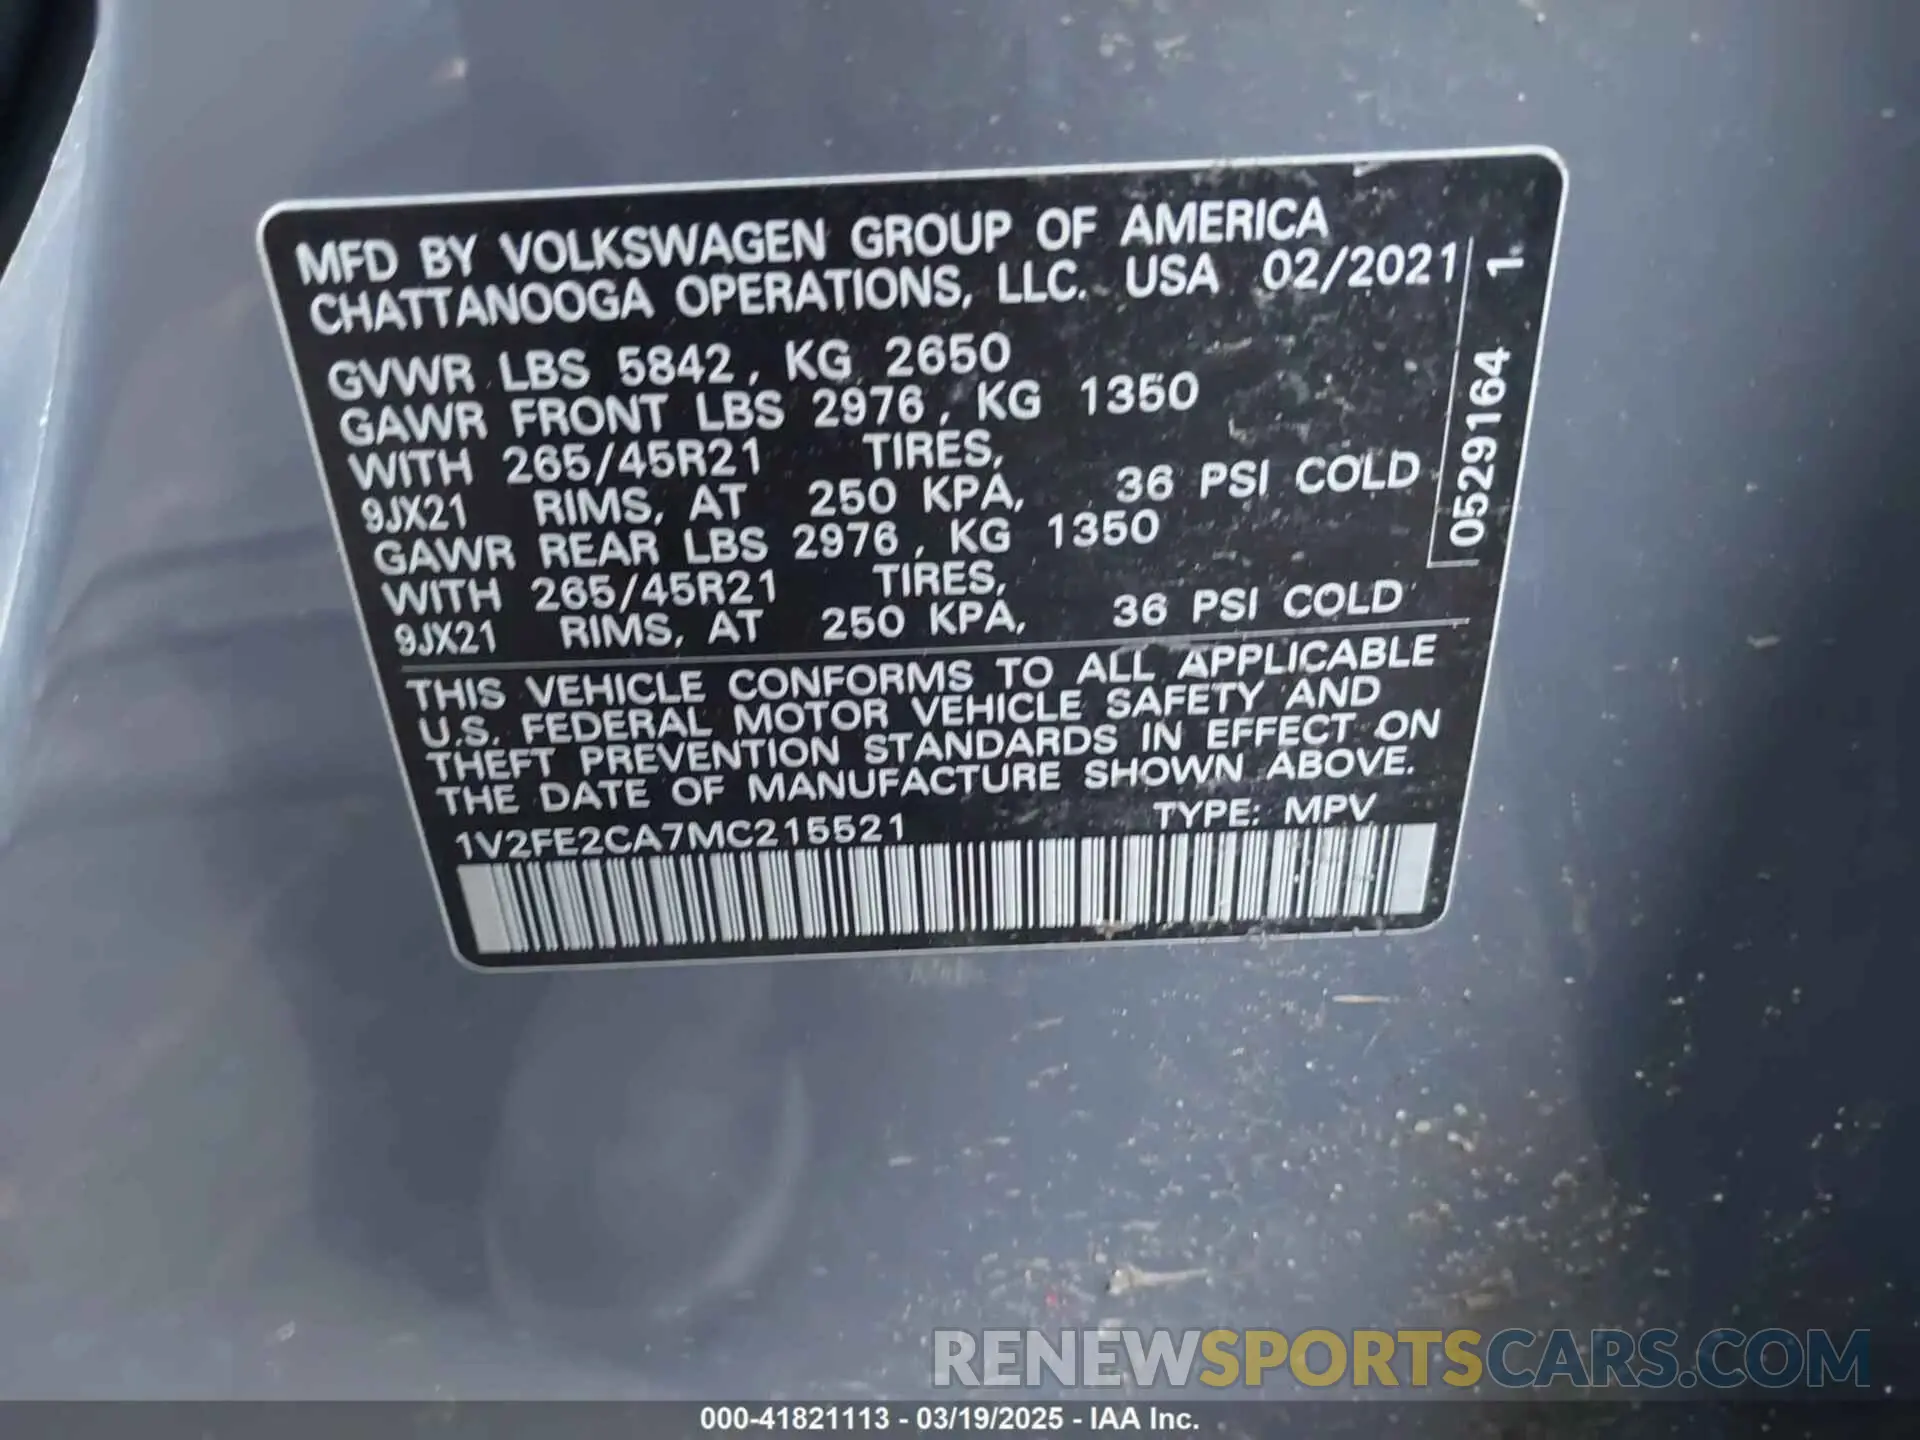 MFD BY VOLKSWAGEN GROUP OF AMERICA
CHATTANOOGA OPERATIONS, LLC. USA 02/2021
GVWR LBS 5842, KG 2650
GAWR FRONT LBS 2976, KG 1350
WITH 265/45R21 TIRES,
9JX21 RIMS, AT 250 KPA, 36 PSI COLD
GAWR REAR LBS 2976, KG 1350
WITH 265/45R21 TIRES,
9JX21 RIMS, AT 250 KPA, 36 PSI COLD
THIS VEHICLE CONFORMS TO ALL APPLICABLE
U.S. FEDERAL MOTOR VEHICLE SAFETY AND
THEFT PREVENTION STANDARDS IN EFFECT ON
THE DATE OF MANUFACTURE SHOWN ABOVE.
1V2FE2CA7MC215521 TYPE: MPV
0529164 1.
RENEWSPORTSCARS.COM
000-41821113 - 03/19/2025 - IAA Inc.